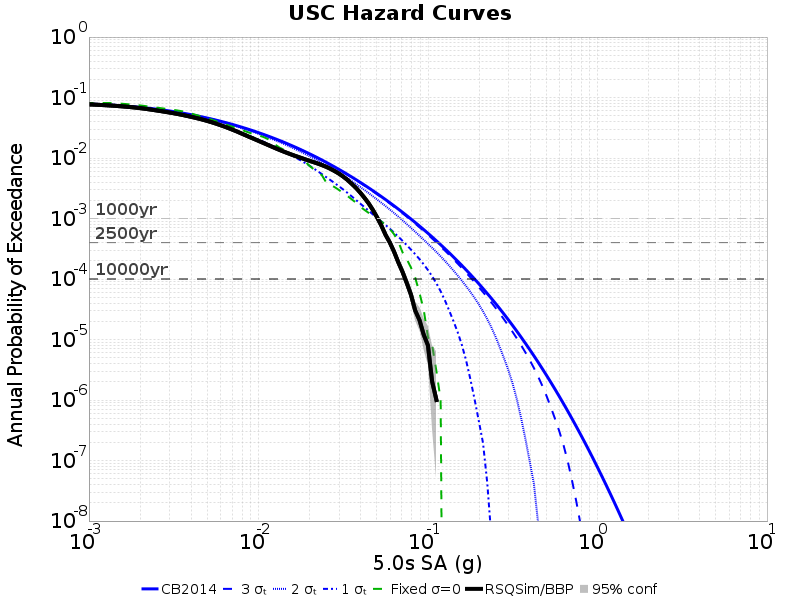 USC Hazard Curves
Annual Probability of Exceedance
10⁰
10⁻¹
10⁻²
10⁻³
10⁻⁴
10⁻⁵
10⁻⁶
10⁻⁷
10⁻⁸
1000yr
2500yr
10000yr
10⁻³ 10⁻² 10⁻¹ 10⁰ 10¹
5.0s SA (g)
CB2014 3 σₜ 2 σₜ 1 σₜ Fixed σ=0 RSQSim/BBP 95% conf